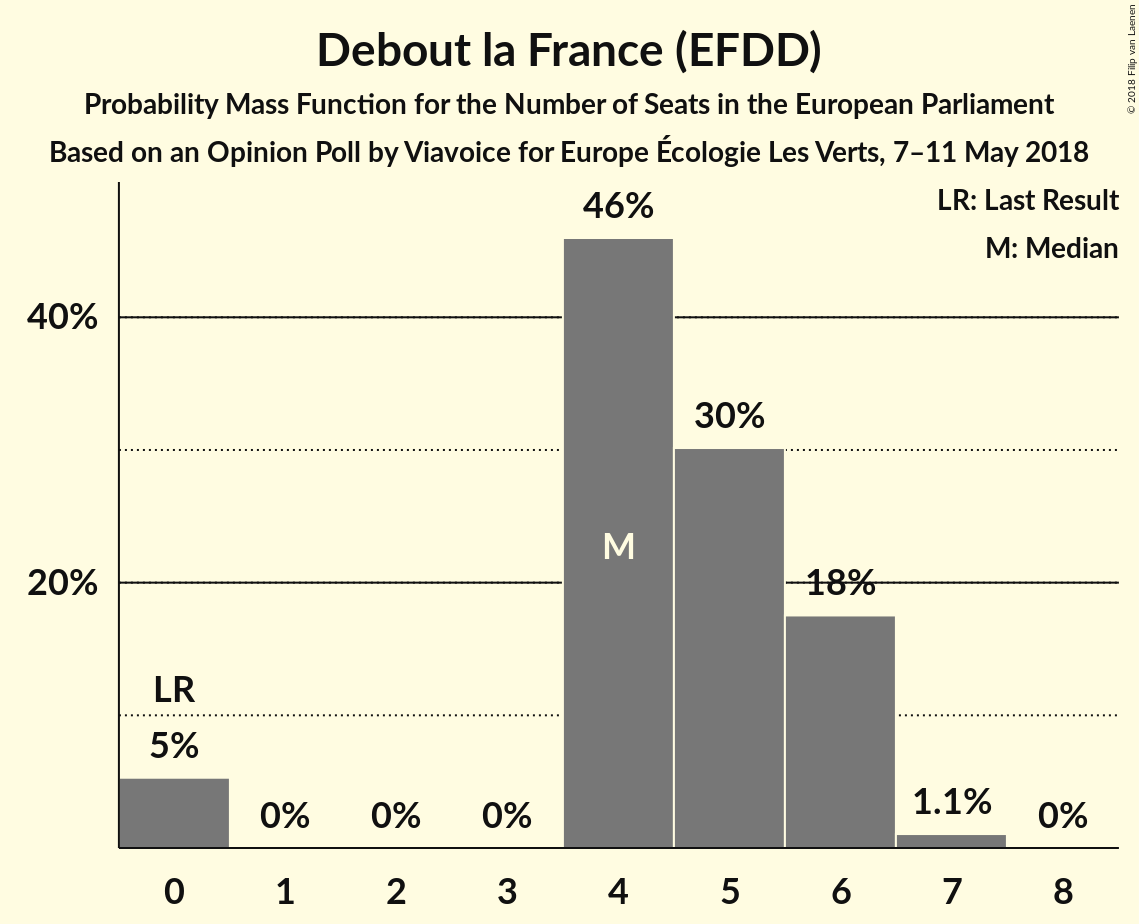 Debout la France (EFDD)
Probability Mass Function for the Number of Seats in the European Parliament
Based on an Opinion Poll by Viavoice for Europe Écologie Les Verts, 7–11 May 2018
© 2018 Filip van Laenen
LR: Last Result
M: Median
46%
40%
30%
M
20%
18%
LR
5%
0%
0%
0%
1.1%
0%
0 1 2 3 4 5 6 7 8